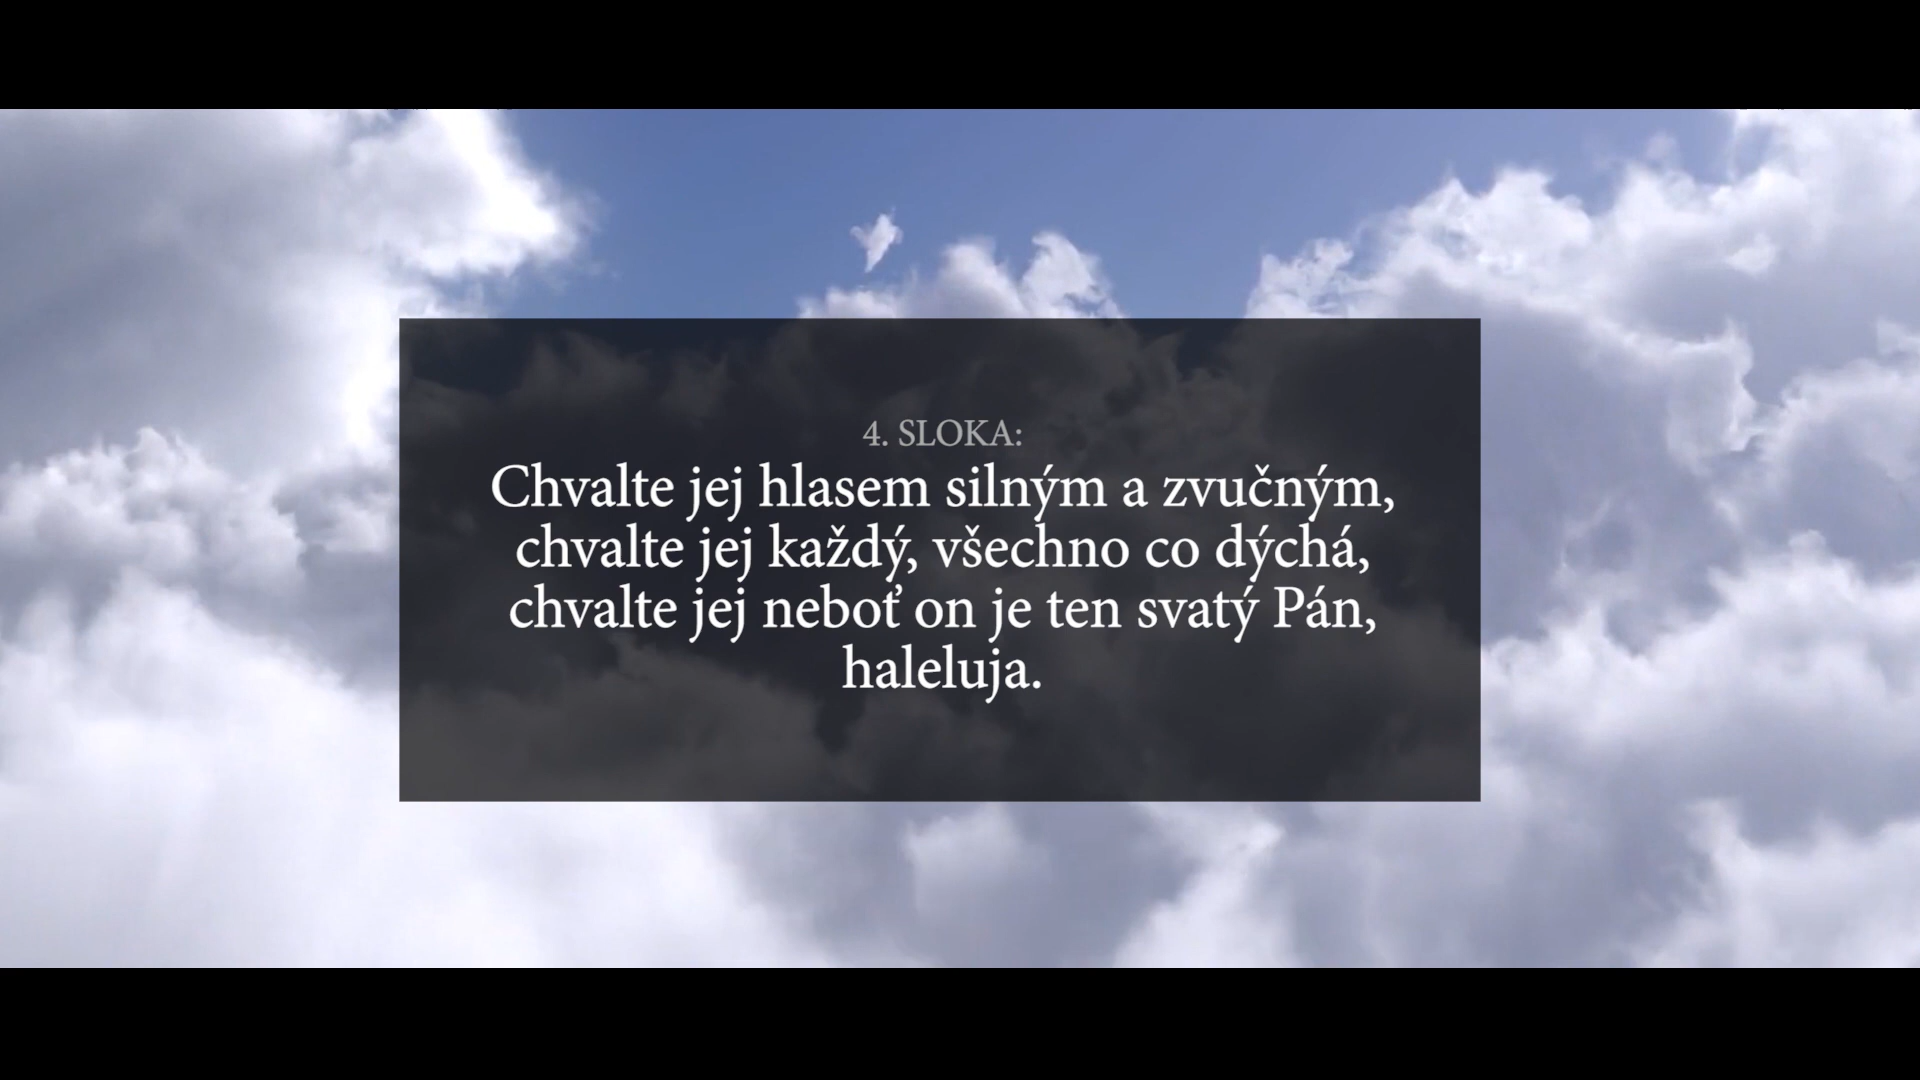 4. SLOKA:
Chvalte jej hlasem silným a zvučným,
chvalte jej každý, všechno co dýchá,
chvalte jej neboť on je ten svatý Pán,
haleluja.